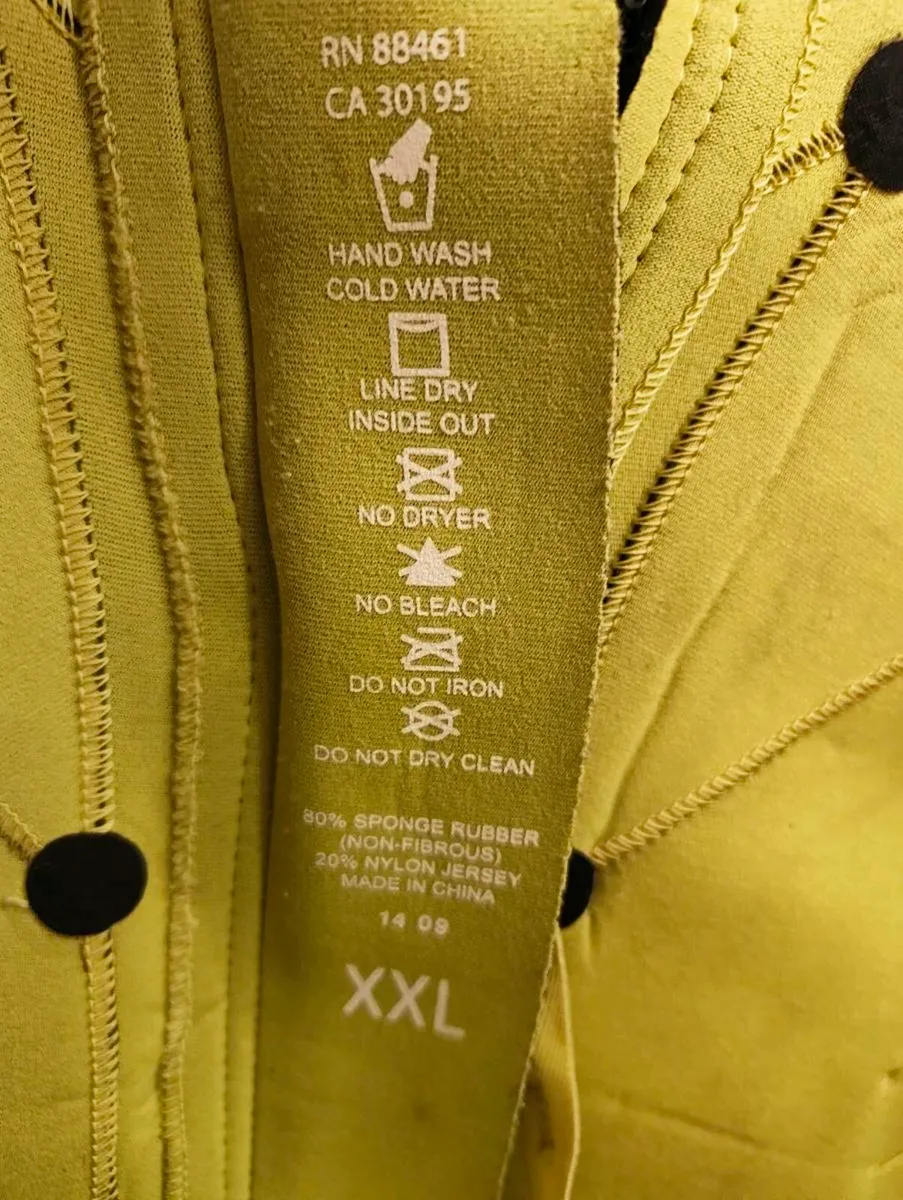 RN 88461
CA 30195
HAND WASH
COLD WATER
LINE DRY
INSIDE OUT
NO DRYER
NO BLEACH
DO NOT IRON
DO NOT DRY CLEAN
80% SPONGE RUBBER
(NON-FIBROUS)
20% NYLON JERSEY
MADE IN CHINA
14 09
XXL